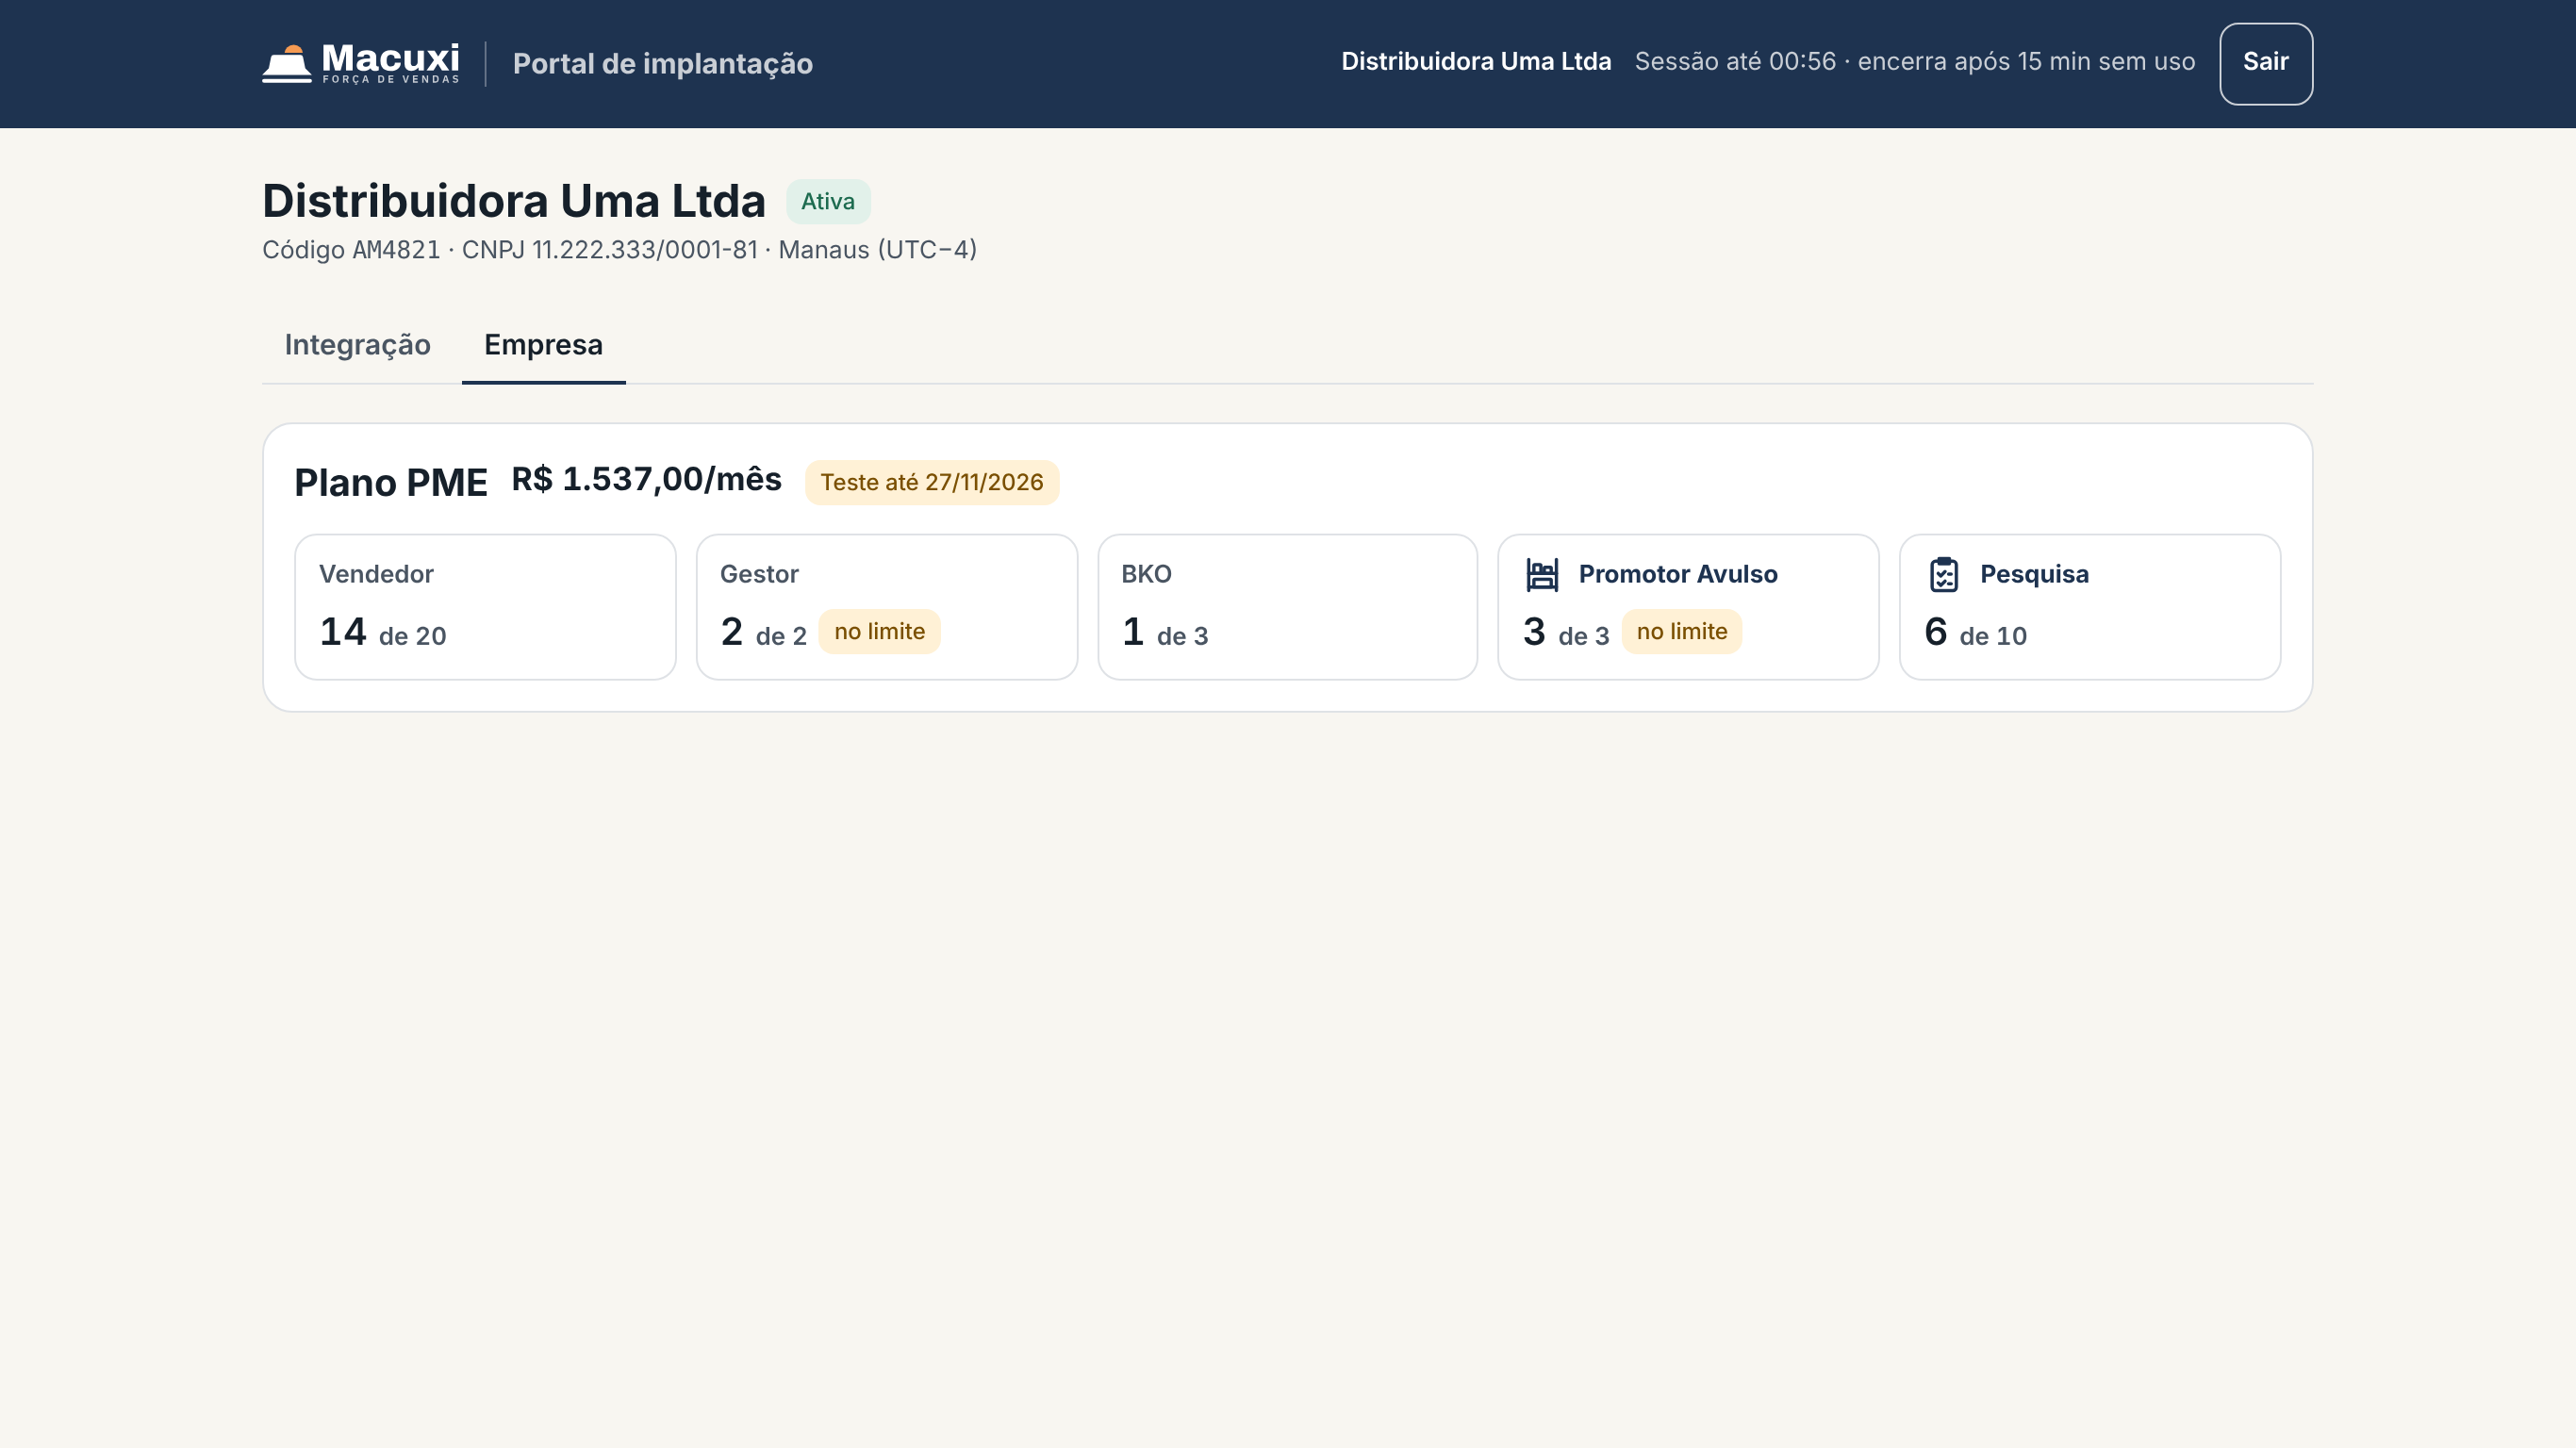 Macuxi
FORÇA DE VENDAS
Portal de implantação
Distribuidora Uma Ltda Sessão até 00:56 · encerra após 15 min sem uso Sair
Distribuidora Uma Ltda Ativa
Código AM4821 · CNPJ 11.222.333/0001-81 · Manaus (UTC−4)
Integração Empresa
Plano PME R$ 1.537,00/mês Teste até 27/11/2026
Vendedor
14 de 20
Gestor
2 de 2 no limite
BKO
1 de 3
Promotor Avulso
3 de 3 no limite
Pesquisa
6 de 10